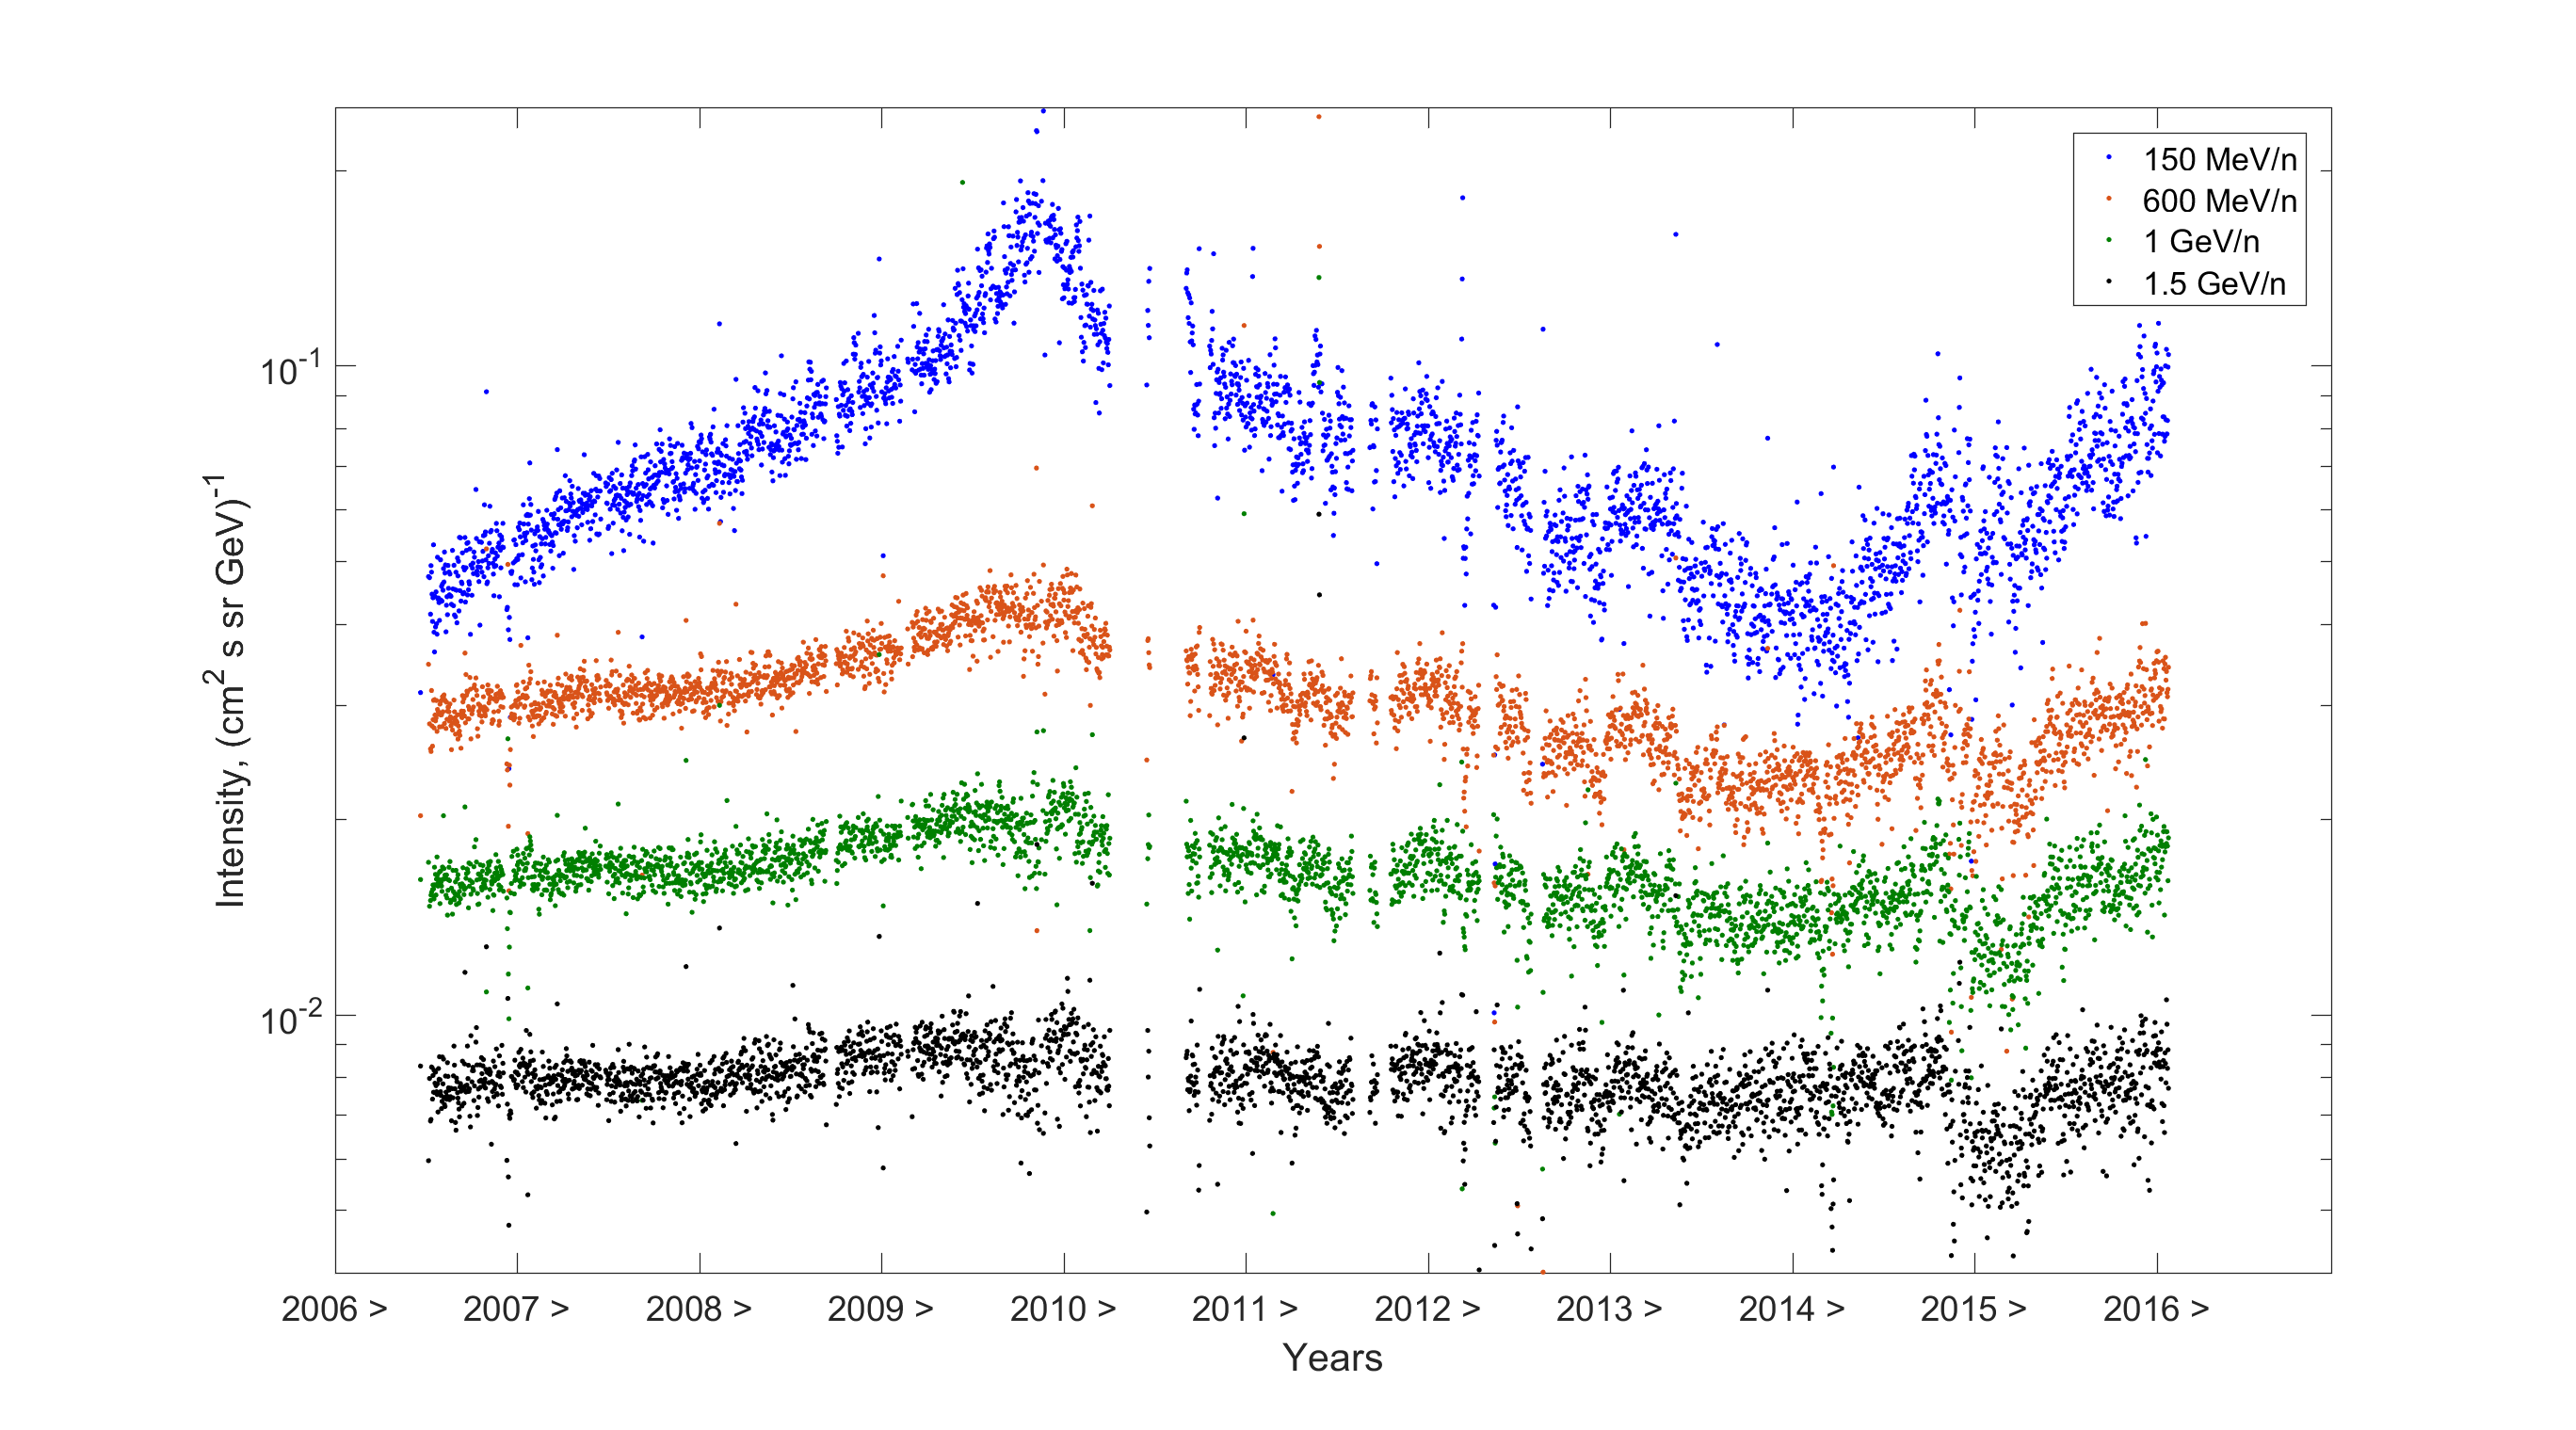 150 MeV/n
600 MeV/n
1 GeV/n
1.5 GeV/n
10^-1
10^-2
Intensity, (cm^2 s sr GeV)^-1
2006 > 2007 > 2008 > 2009 > 2010 > 2011 > 2012 > 2013 > 2014 > 2015 > 2016 >
Years